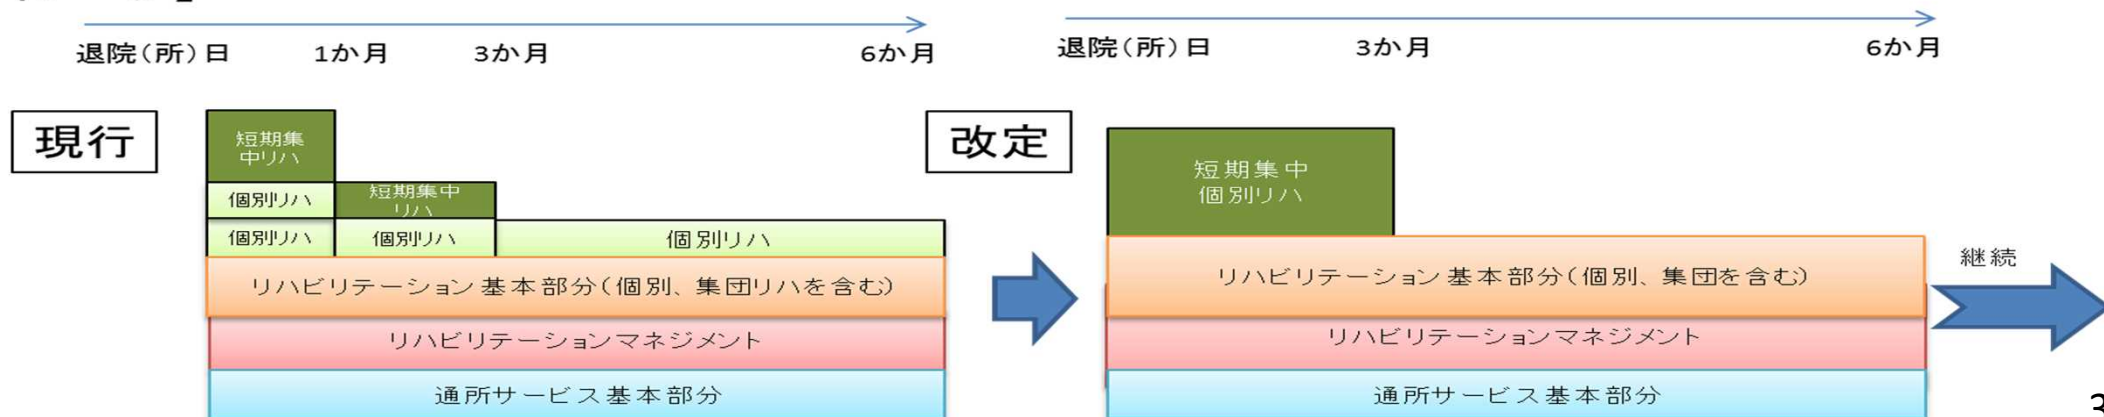 退院(所)日 1か月 3か月 6か月
現行
短期集
中リハ
個別リハ
短期集中
リハ
個別リハ
個別リハ
個別リハ
リハビリテーション基本部分(個別、集団リハを含む)
リハビリテーションマネジメント
通所サービス基本部分
退院(所)日 3か月 6か月
改定
短期集中
個別リハ
リハビリテーション基本部分(個別、集団を含む)
リハビリテーションマネジメント
通所サービス基本部分
継続